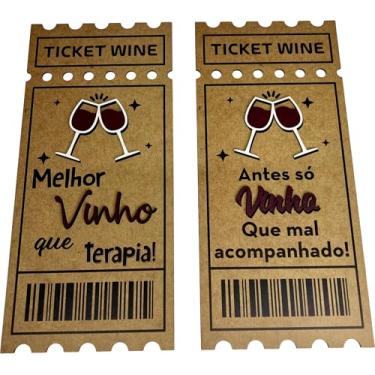 TICKET WINE
Melhor
Vinho
que terapia!
TICKET WINE
Antes só
Vinho
Que mal
acompanhado!